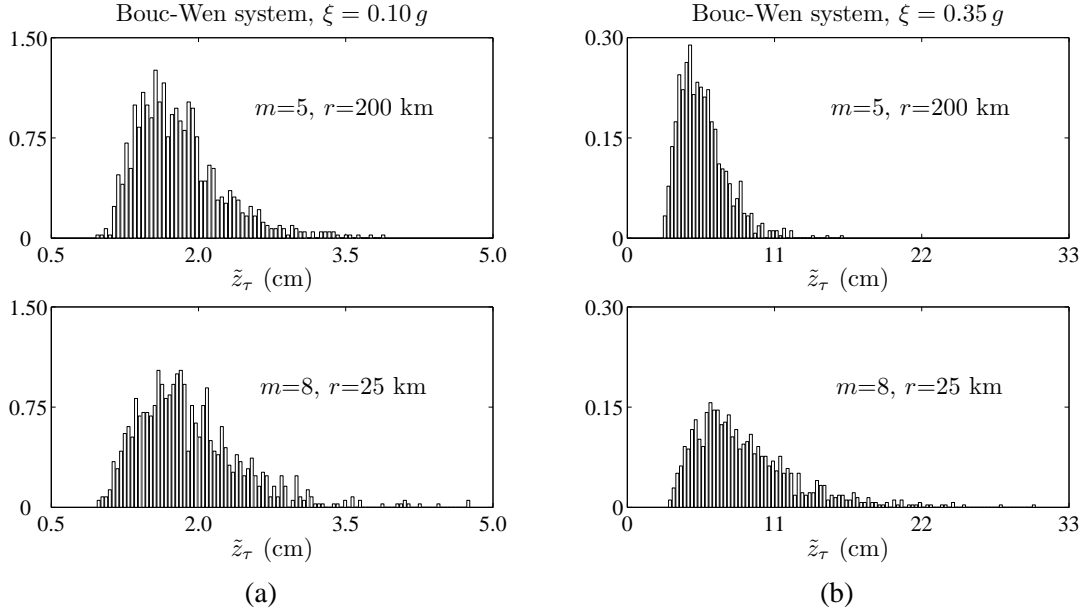 Bouc-Wen system, ξ = 0.10 g
1.50
0.75
0
m=5, r=200 km
0.5 2.0 3.5 5.0
z̃τ (cm)
1.50
0.75
0
m=8, r=25 km
0.5 2.0 3.5 5.0
z̃τ (cm)
(a)
Bouc-Wen system, ξ = 0.35 g
0.30
0.15
0
m=5, r=200 km
0 11 22 33
z̃τ (cm)
0.30
0.15
0
m=8, r=25 km
0 11 22 33
z̃τ (cm)
(b)